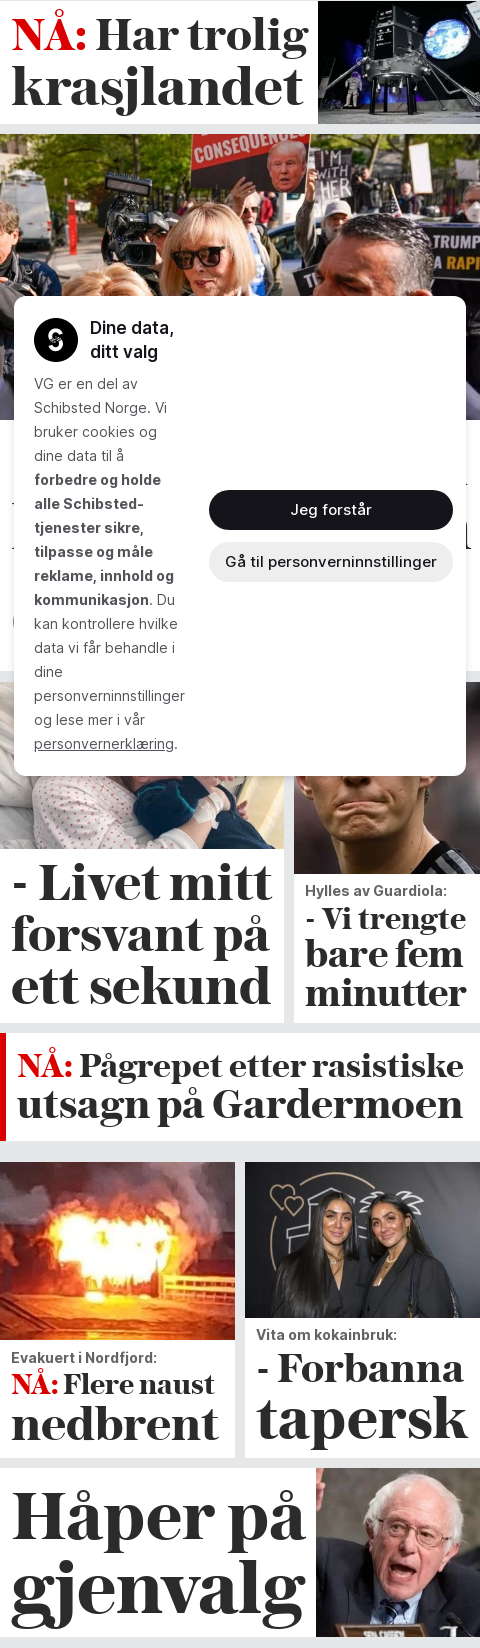 NÅ: Har trolig
krasjlandet
CONSEQUENCES
I'M
WITH
HER
TRUMP
A RAPI
Dine data,
ditt valg
VG er en del av
Schibsted Norge. Vi
bruker cookies og
dine data til å
forbedre og holde
alle Schibsted-
tjenester sikre,
tilpasse og måle
reklame, innhold og
kommunikasjon. Du
kan kontrollere hvilke
data vi får behandle i
dine
personverninnstillinger
og lese mer i vår
personvernerklæring.
Jeg forstår
Gå til personverninnstillinger
- Livet mitt
forsvant på
ett sekund
Hylles av Guardiola:
- Vi trengte
bare fem
minutter
NÅ: Pågrepet etter rasistiske
utsagn på Gardermoen
Evakuert i Nordfjord:
NÅ: Flere naust
nedbrent
Vita om kokainbruk:
- Forbanna
tapersk
Håper på
gjenvalg
SEN. CASSIDY